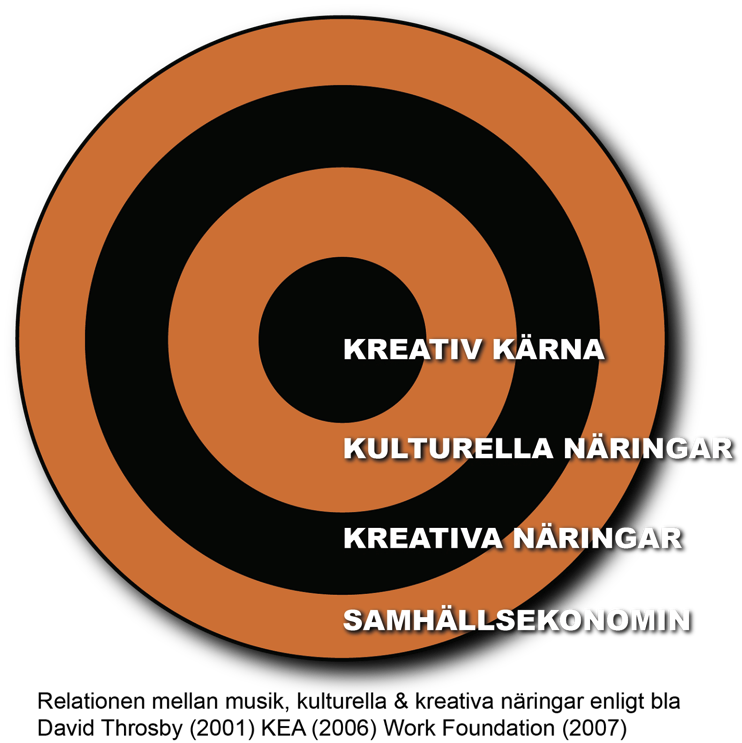 KREATIV KÄRNA
KULTURELLA NÄRINGAR
KREATIVA NÄRINGAR
SAMHÄLLSEKONOMIN
Relationen mellan musik, kulturella & kreativa näringar enligt bla
David Throsby (2001) KEA (2006) Work Foundation (2007)